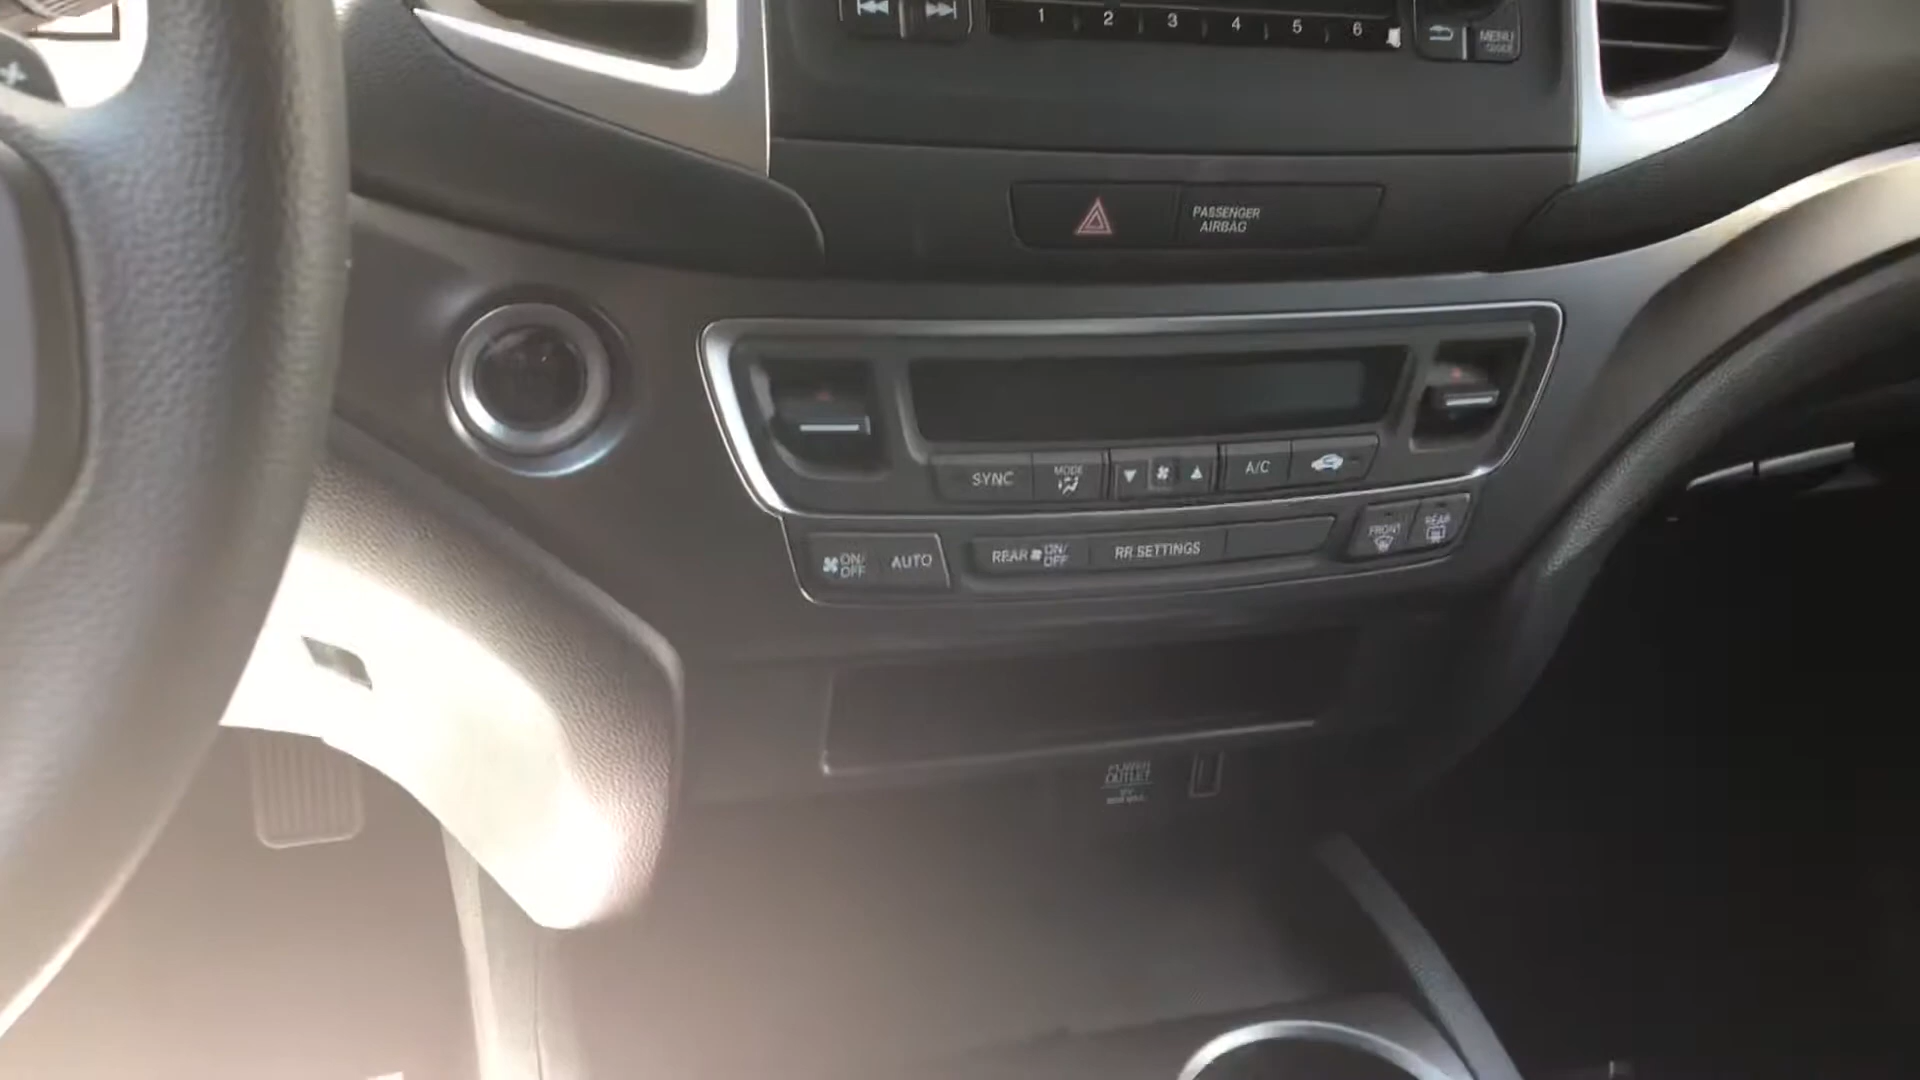 1 2 3 4 5 6
MENU
PASSENGER
AIRBAG
SYNC
MODE
A/C
ON/
OFF
AUTO
REAR ON/
OFF
RR SETTINGS
FRONT
REAR
POWER
OUTLET